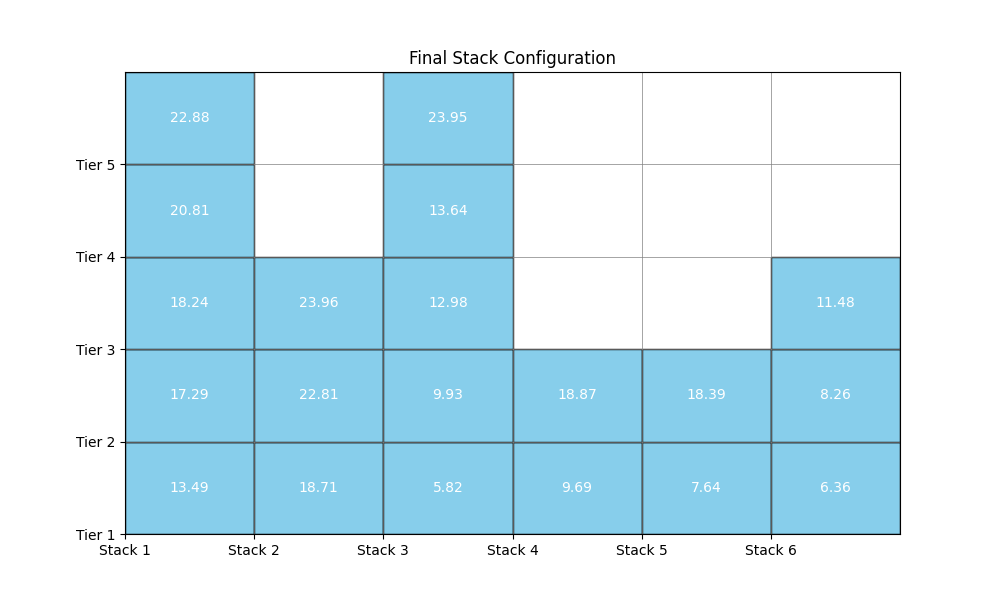 Final Stack Configuration
22.88 23.95
Tier 5
20.81 13.64
Tier 4
18.24 23.96 12.98 11.48
Tier 3
17.29 22.81 9.93 18.87 18.39 8.26
Tier 2
13.49 18.71 5.82 9.69 7.64 6.36
Tier 1
Stack 1 Stack 2 Stack 3 Stack 4 Stack 5 Stack 6